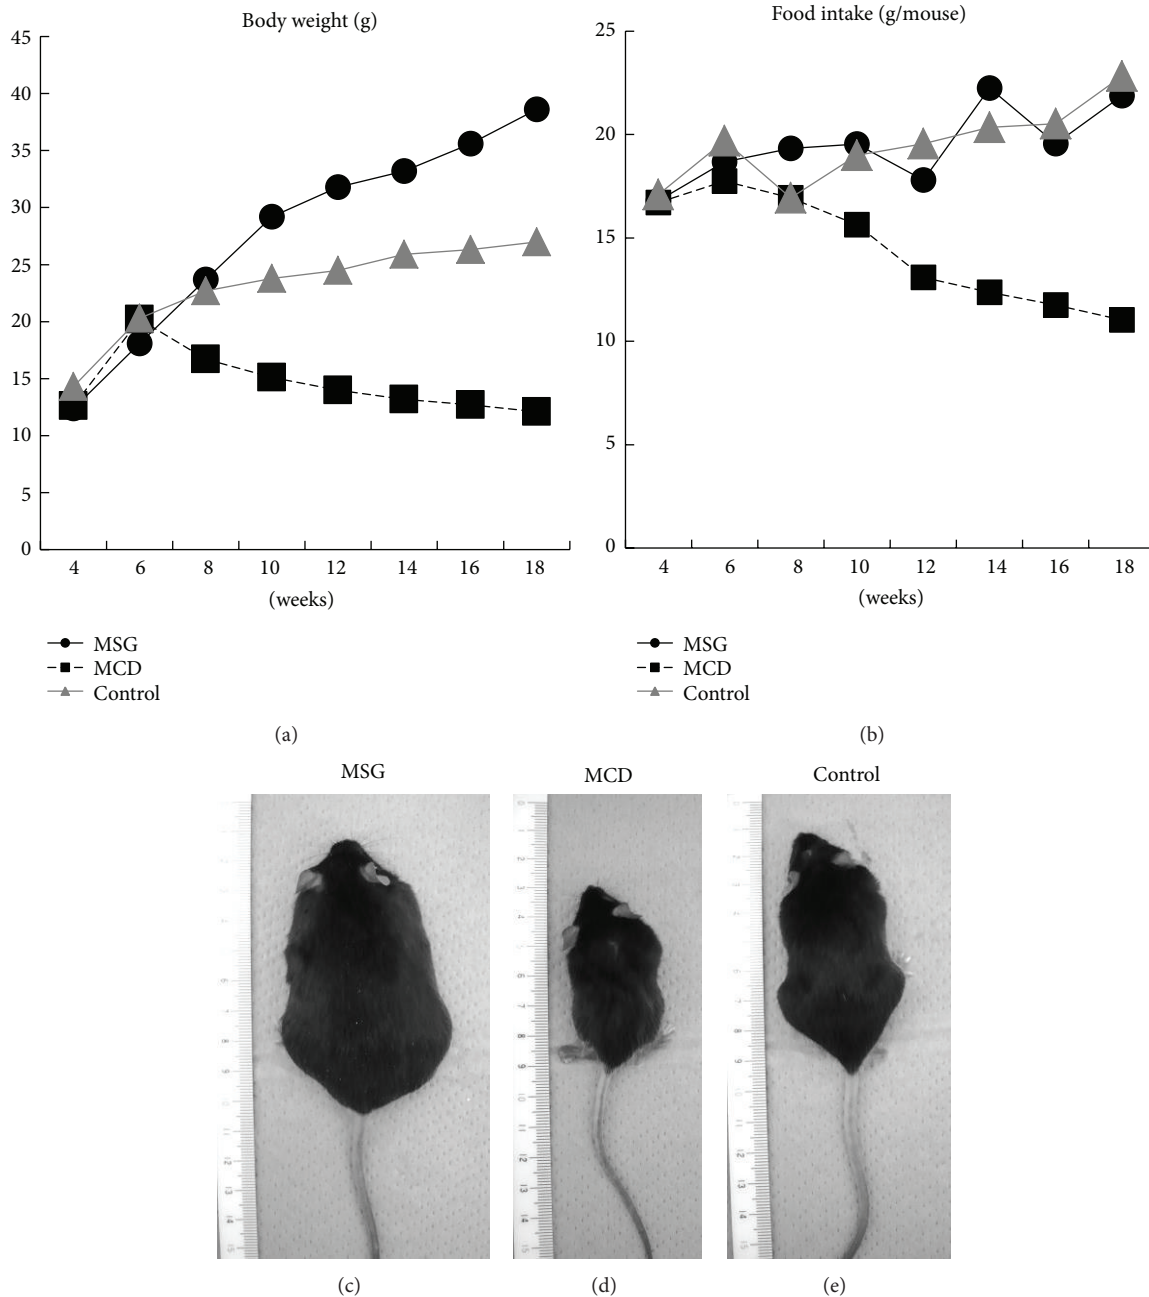 Body weight (g)
45
40
35
30
25
20
15
10
5
0
4 6 8 10 12 14 16 18
(weeks)
MSG
MCD
Control
(a)
Food intake (g/mouse)
25
20
15
10
5
0
4 6 8 10 12 14 16 18
(weeks)
MSG
MCD
Control
(b)
MSG
(c)
MCD
(d)
Control
(e)